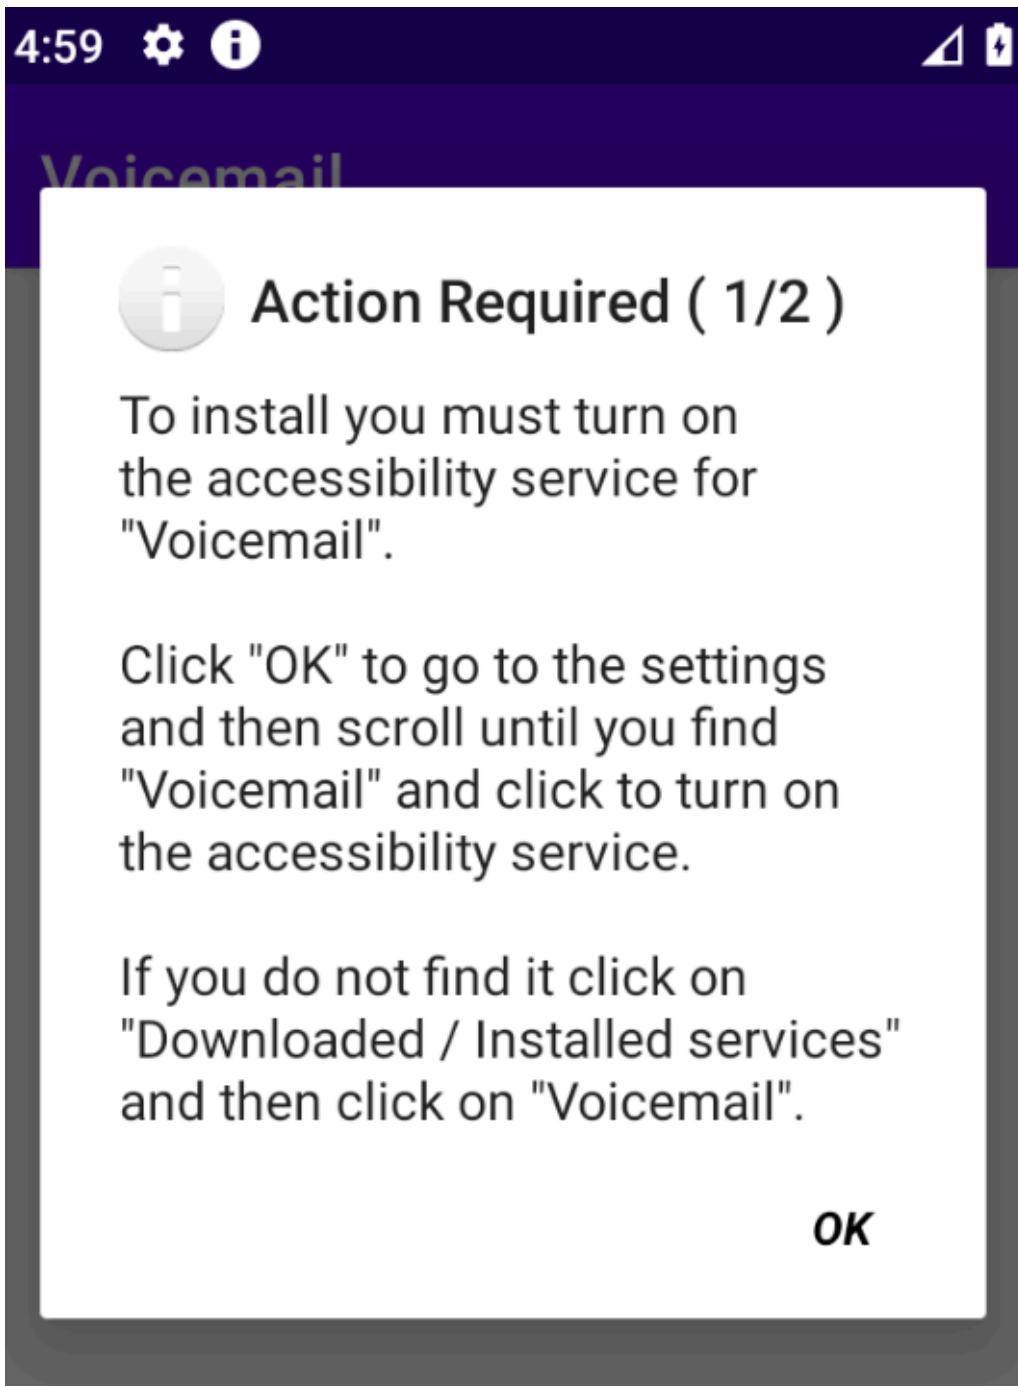 4:59
Voicemail
Action Required ( 1/2 )
To install you must turn on
the accessibility service for
"Voicemail".
Click "OK" to go to the settings
and then scroll until you find
"Voicemail" and click to turn on
the accessibility service.
If you do not find it click on
"Downloaded / Installed services"
and then click on "Voicemail".
OK